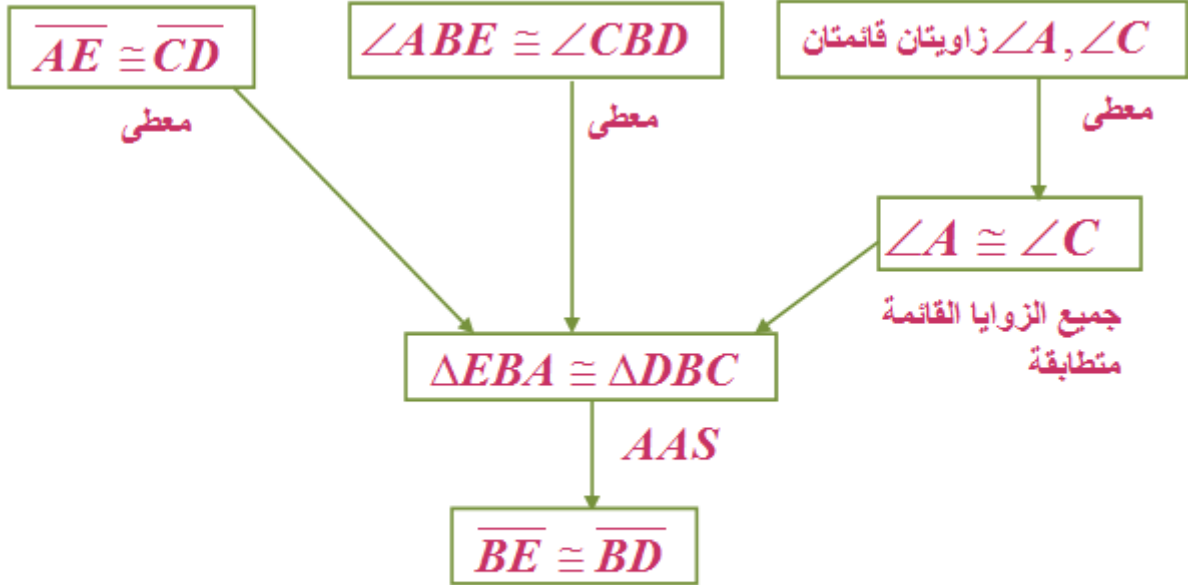 AE ≅ CD
∠ABE ≅ ∠CBD
∠A, ∠C زاويتان قائمتان
معطى
معطى
معطى
∠A ≅ ∠C
جميع الزوايا القائمة
متطابقة
ΔEBA ≅ ΔDBC
AAS
BE ≅ BD